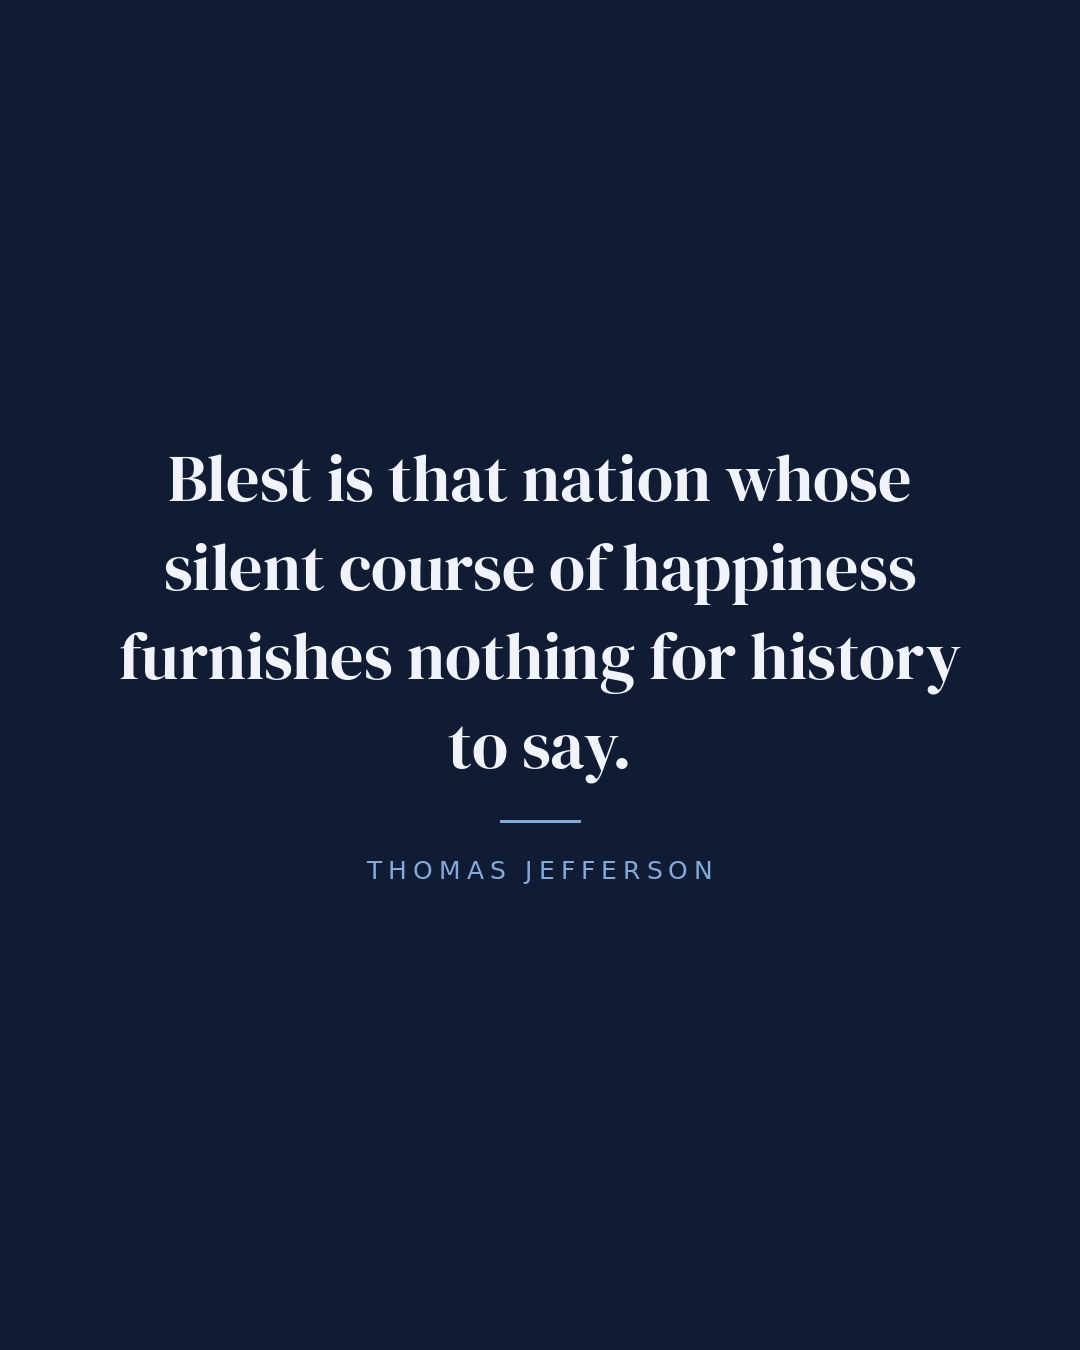 Blest is that nation whose
silent course of happiness
furnishes nothing for history
to say.
THOMAS JEFFERSON